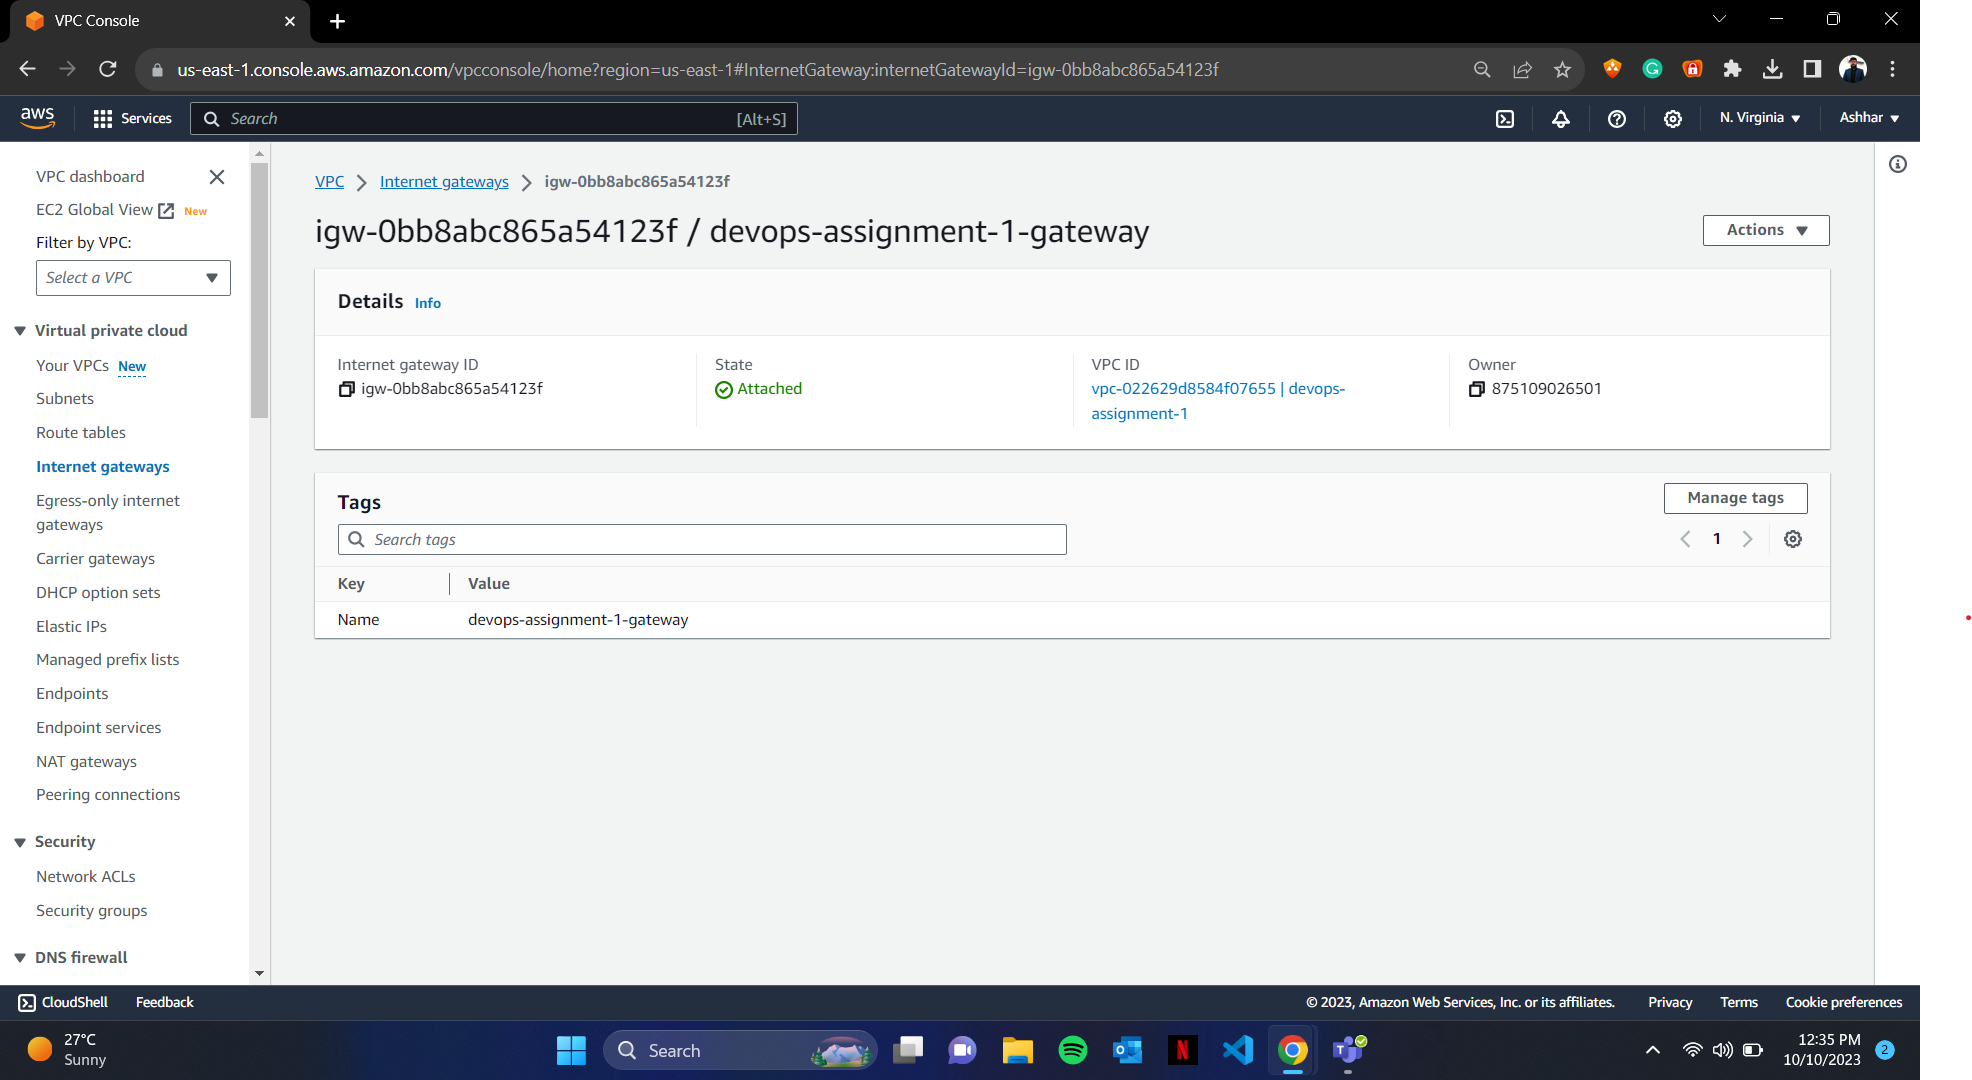 VPC Console
us-east-1.console.aws.amazon.com/vpcconsole/home?region=us-east-1#InternetGateway:internetGatewayId=igw-0bb8abc865a54123f
aws
Services
Search
[Alt+S]
N. Virginia
Ashhar
VPC dashboard
EC2 Global View New
Filter by VPC:
Select a VPC
Virtual private cloud
Your VPCs New
Subnets
Route tables
Internet gateways
Egress-only internet
gateways
Carrier gateways
DHCP option sets
Elastic IPs
Managed prefix lists
Endpoints
Endpoint services
NAT gateways
Peering connections
Security
Network ACLs
Security groups
DNS firewall
VPC Internet gateways igw-0bb8abc865a54123f
igw-0bb8abc865a54123f / devops-assignment-1-gateway
Actions
Details Info
Internet gateway ID
igw-0bb8abc865a54123f
State
Attached
VPC ID
vpc-022629d8584f07655 | devops-
assignment-1
Owner
875109026501
Tags
Manage tags
Search tags
1
Key Value
Name devops-assignment-1-gateway
CloudShell Feedback
© 2023, Amazon Web Services, Inc. or its affiliates. Privacy Terms Cookie preferences
27°C
Sunny
Search
12:35 PM
10/10/2023
2